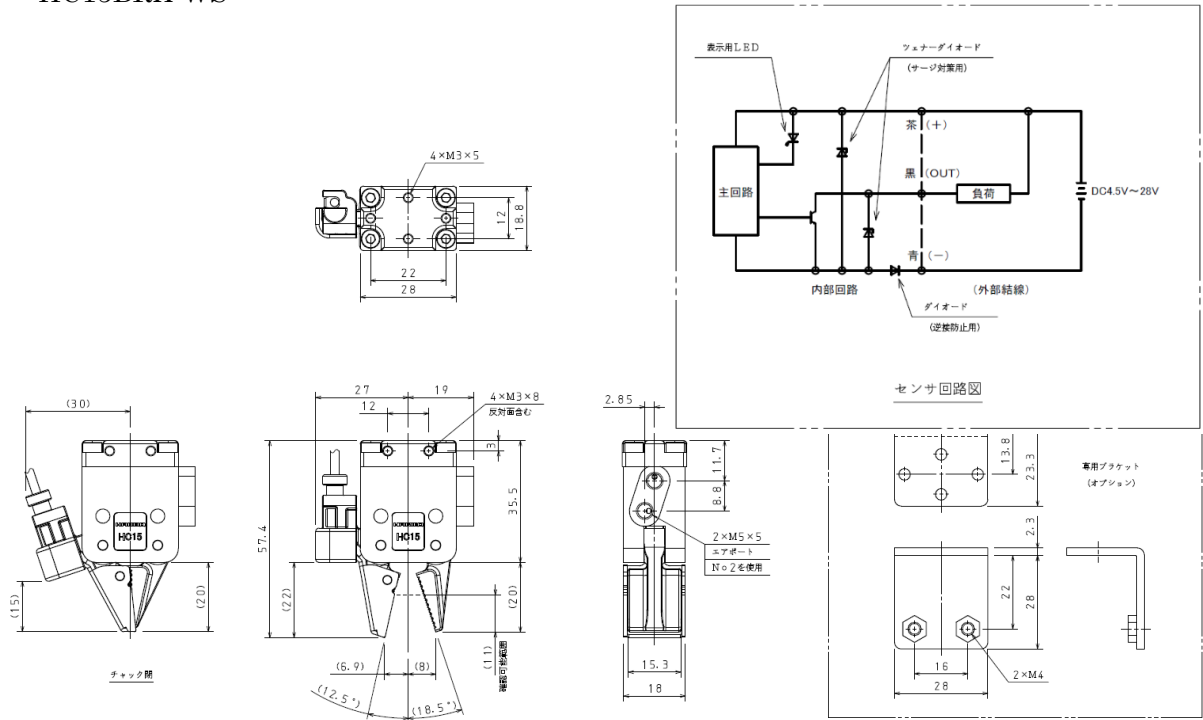 表示用LED
ツェナーダイオード
(サージ対策用)
茶 (+)
黒 (OUT)
主回路
負荷
DC4.5V~28V
青 (-)
内部回路
(外部結線)
ダイオード
(逆接防止用)
センサ回路図
4×M3×5
12
18.8
22
28
(30)
(15)
(20)
HC15
チャック閉
27
19
12
4×M3×8
反対面含む
3
57.4
35.5
HC15
(22)
(20)
(11)
確認可能範囲
(6.9)
(8)
(12.5°)
(18.5°)
2.85
11.7
8.8
2×M5×5
エアポート
No2を使用
15.3
18
13.8
23.3
専用ブラケット
(オプション)
2.3
22
28
16
28
2×M4